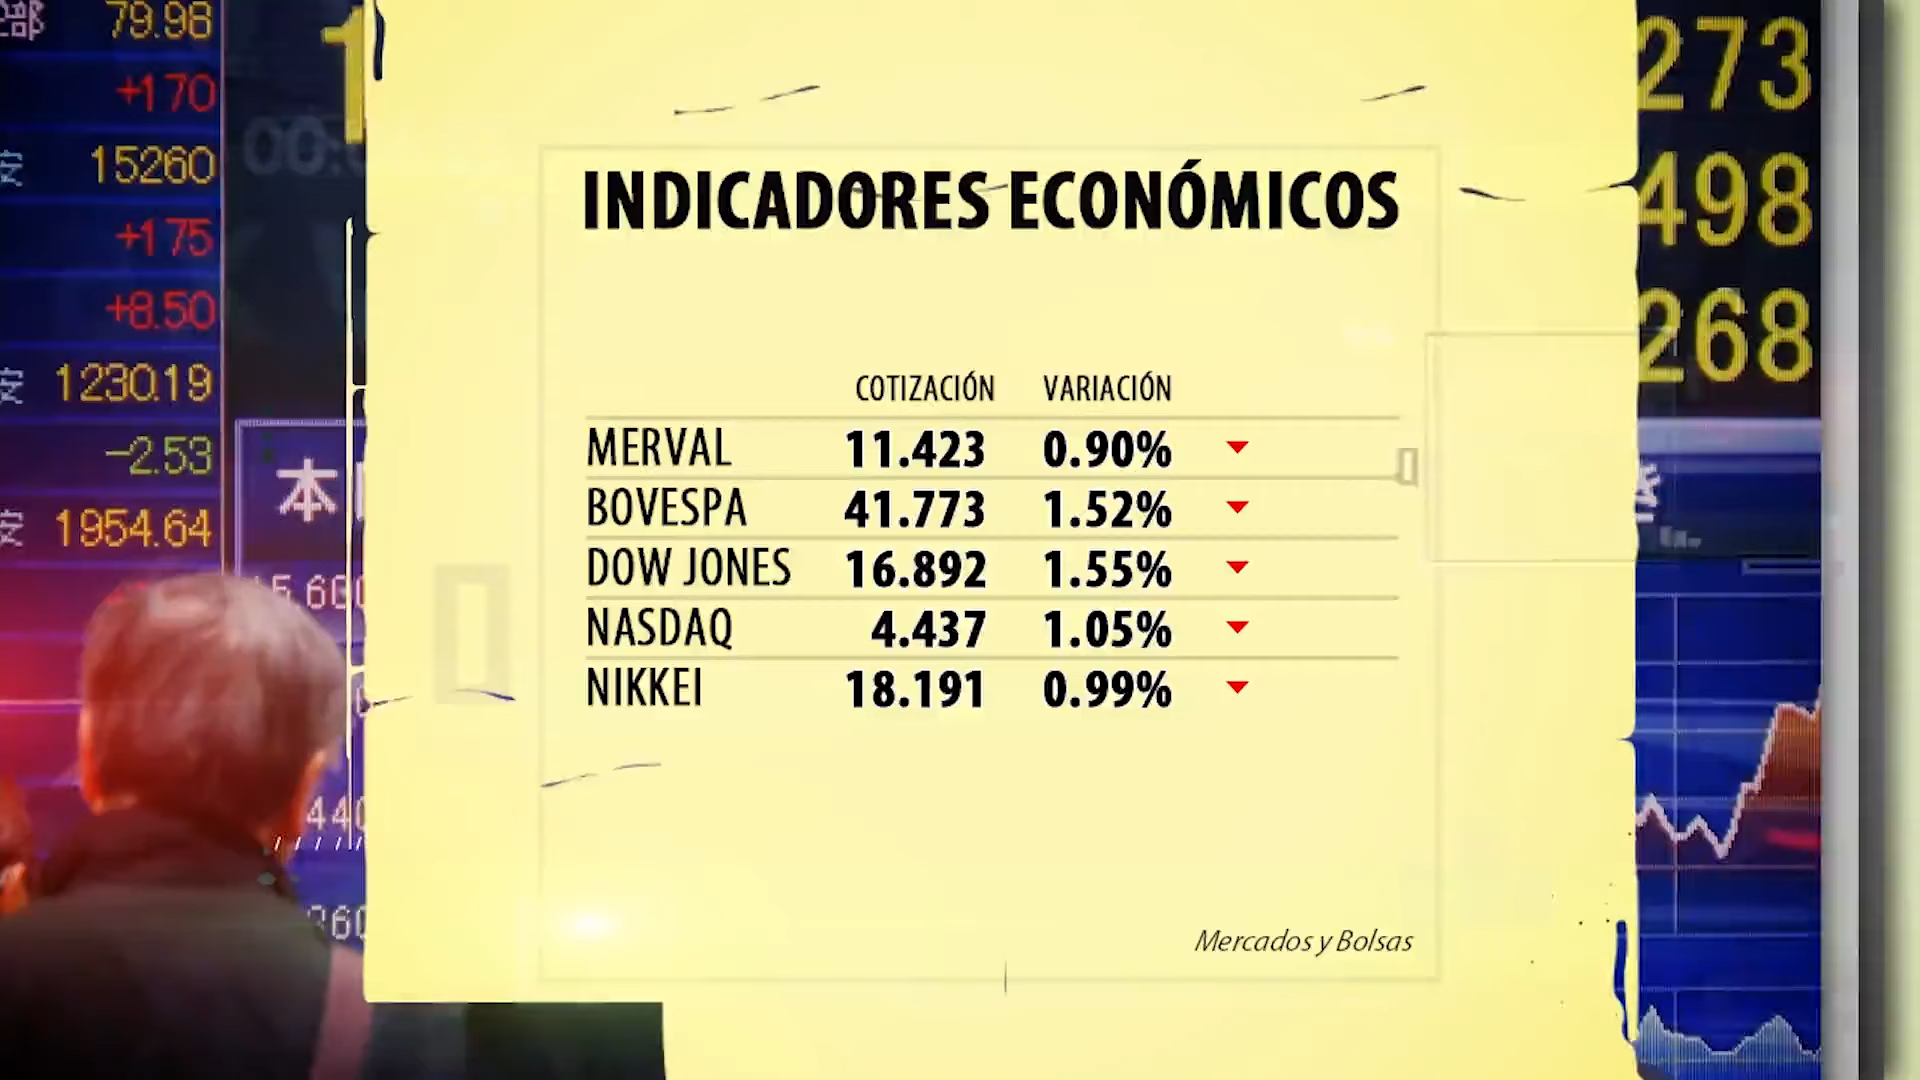 79.98
+170
15260
+175
+8.50
1230.19
-2.53
1954.64
本
273
498
268
INDICADORES ECONÓMICOS
COTIZACIÓN VARIACIÓN
MERVAL 11.423 0.90%
BOVESPA 41.773 1.52%
DOW JONES 16.892 1.55%
NASDAQ 4.437 1.05%
NIKKEI 18.191 0.99%
Mercados y Bolsas